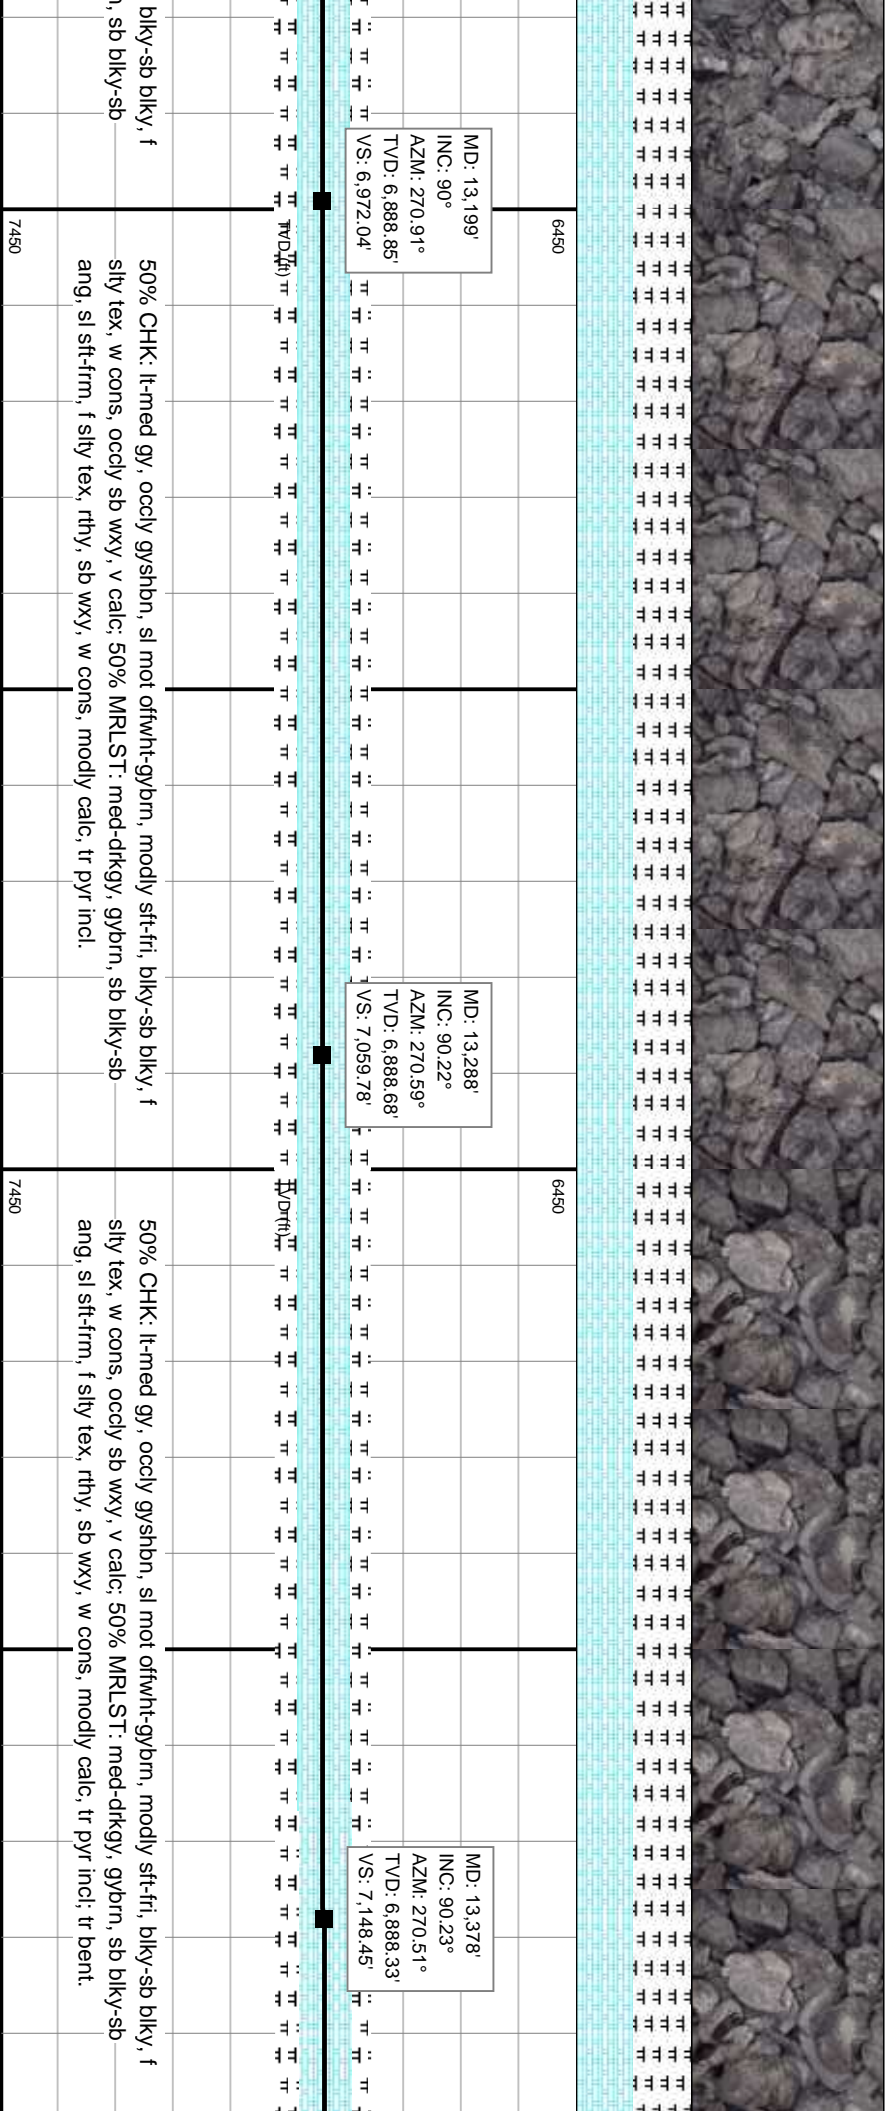 blky-sb blky, f
, sb blky-sb
MD: 13,199'
INC: 90°
AZM: 270.91°
TVD: 6,888.85'
VS: 6,972.04'
6450
TVD (ft)
7450
50% CHK: lt-med gy, occly gyshbn, sl mot offwht-gybrn, modly sft-fri, blky-sb blky, f
slty tex, w cons, occly sb wxy, v calc; 50% MRLST: med-drkgy, gybrn, sb blky-sb
ang, sl sft-frm, f slty tex, rthy, sb wxy, w cons, modly calc, tr pyr incl.
MD: 13,288'
INC: 90.22°
AZM: 270.59°
TVD: 6,888.68'
VS: 7,059.78'
6450
TVD (ft)
7450
50% CHK: lt-med gy, occly gyshbn, sl mot offwht-gybrn, modly sft-fri, blky-sb blky, f
slty tex, w cons, occly sb wxy, v calc; 50% MRLST: med-drkgy, gybrn, sb blky-sb
ang, sl sft-frm, f slty tex, rthy, sb wxy, w cons, modly calc, tr pyr incl; tr bent.
MD: 13,378'
INC: 90.23°
AZM: 270.51°
TVD: 6,888.33'
VS: 7,148.45'